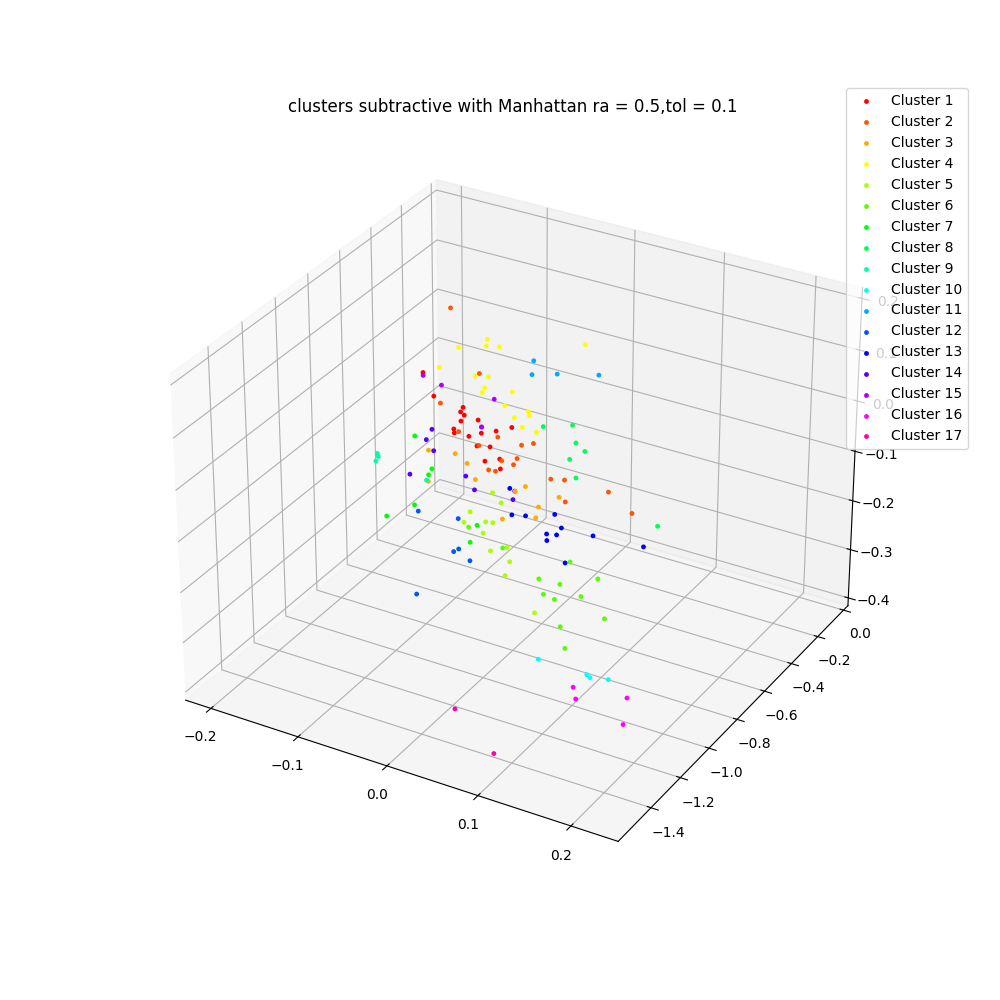 clusters subtractive with Manhattan ra = 0.5,tol = 0.1
Cluster 1
Cluster 2
Cluster 3
Cluster 4
Cluster 5
Cluster 6
Cluster 7
Cluster 8
Cluster 9
Cluster 10
Cluster 11
Cluster 12
Cluster 13
Cluster 14
Cluster 15
Cluster 16
Cluster 17
0.2
0.1
0.0
−0.1
−0.2
−0.3
−0.4
0.0
−0.2
−0.4
−0.6
−0.8
−1.0
−1.2
−1.4
−0.2
−0.1
0.0
0.1
0.2